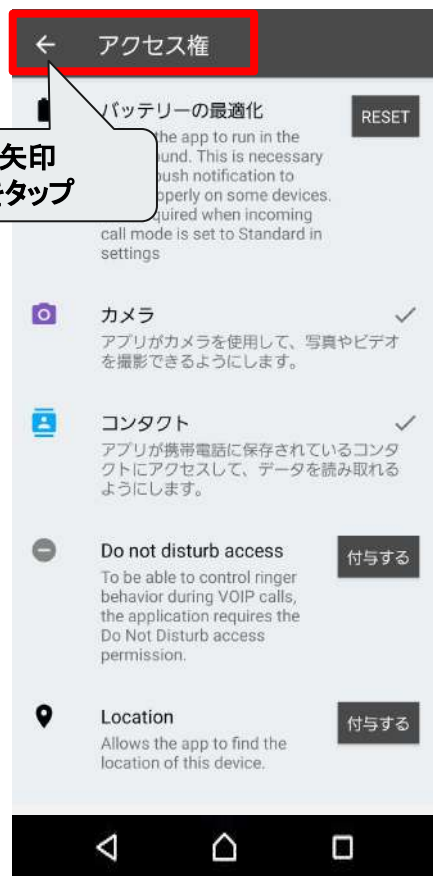 アクセス権
バッテリーの最適化
RESET
the app to run in the
und. This is necessary
ush notification to
perly on some devices.
quired when incoming
call mode is set to Standard in
settings
矢印
をタップ
カメラ
アプリがカメラを使用して、写真やビデオ
を撮影できるようにします。
コンタクト
アプリが携帯電話に保存されているコンタ
クトにアクセスして、データを読み取れる
ようにします。
Do not disturb access
付与する
To be able to control ringer
behavior during VOIP calls,
the application requires the
Do Not Disturb access
permission.
Location
付与する
Allows the app to find the
location of this device.